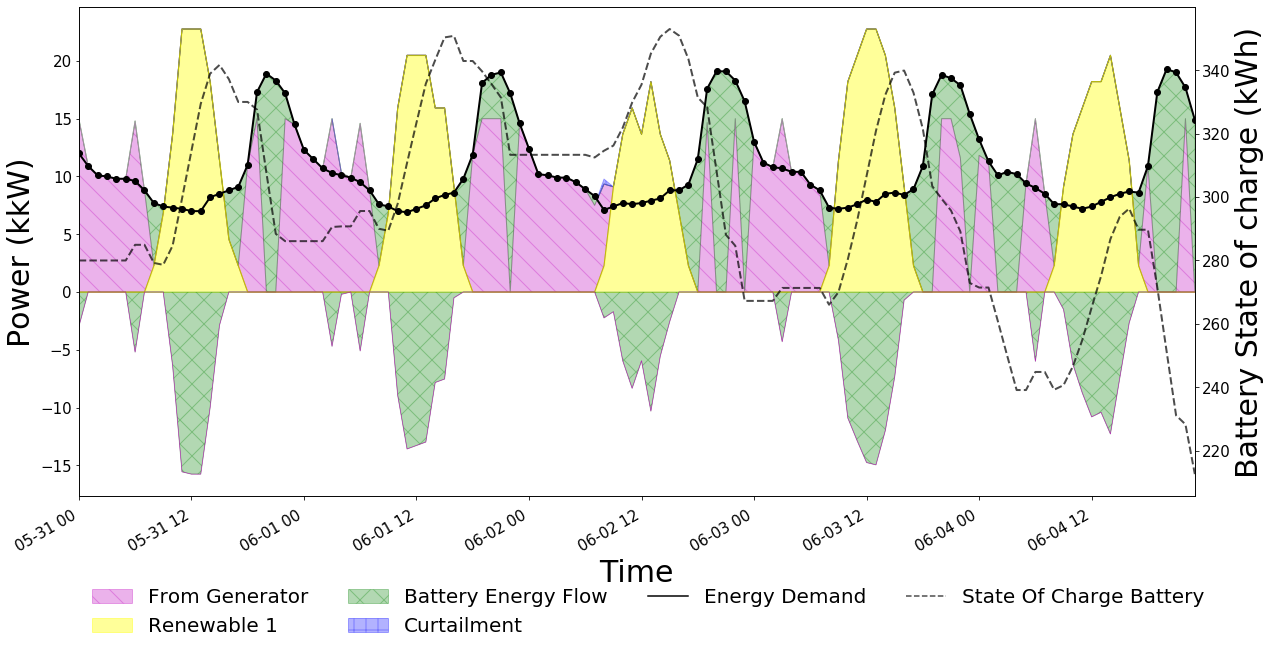 Power (kkW)
20
15
10
5
0
−5
−10
−15
Battery State of charge (kWh)
340
320
300
280
260
240
220
05-31 00
05-31 12
06-01 00
06-01 12
06-02 00
06-02 12
06-03 00
06-03 12
06-04 00
06-04 12
Time
From Generator
Battery Energy Flow
Energy Demand
State Of Charge Battery
Renewable 1
Curtailment